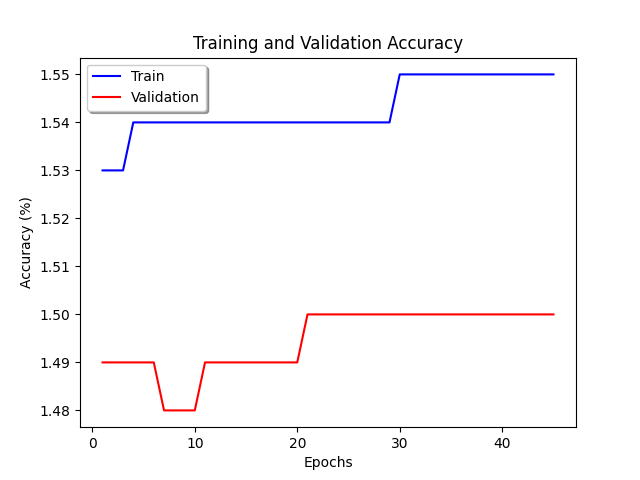 Training and Validation Accuracy
Train
Validation
1.55
1.54
1.53
1.52
1.51
1.50
1.49
1.48
Accuracy (%)
0 10 20 30 40
Epochs